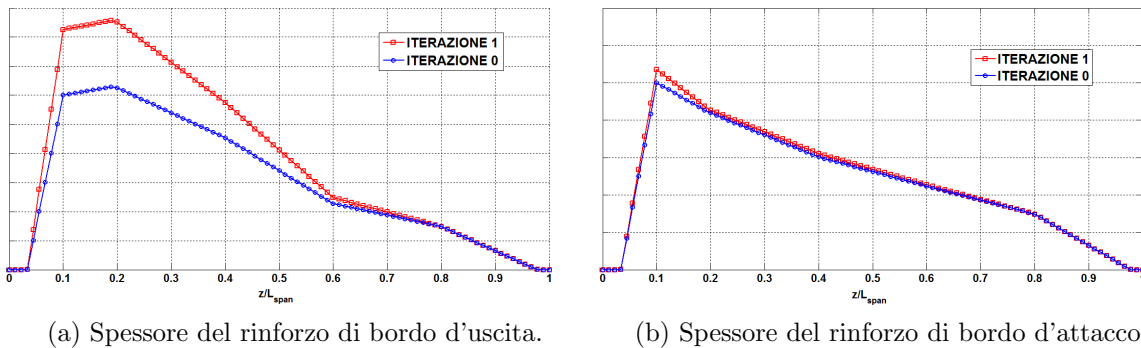 ITERAZIONE 1
ITERAZIONE 0
0 0.1 0.2 0.3 0.4 0.5 0.6 0.7 0.8 0.9 1
z/Lspan
(a) Spessore del rinforzo di bordo d'uscita.
ITERAZIONE 1
ITERAZIONE 0
0 0.1 0.2 0.3 0.4 0.5 0.6 0.7 0.8 0.9 1
z/Lspan
(b) Spessore del rinforzo di bordo d'attacco